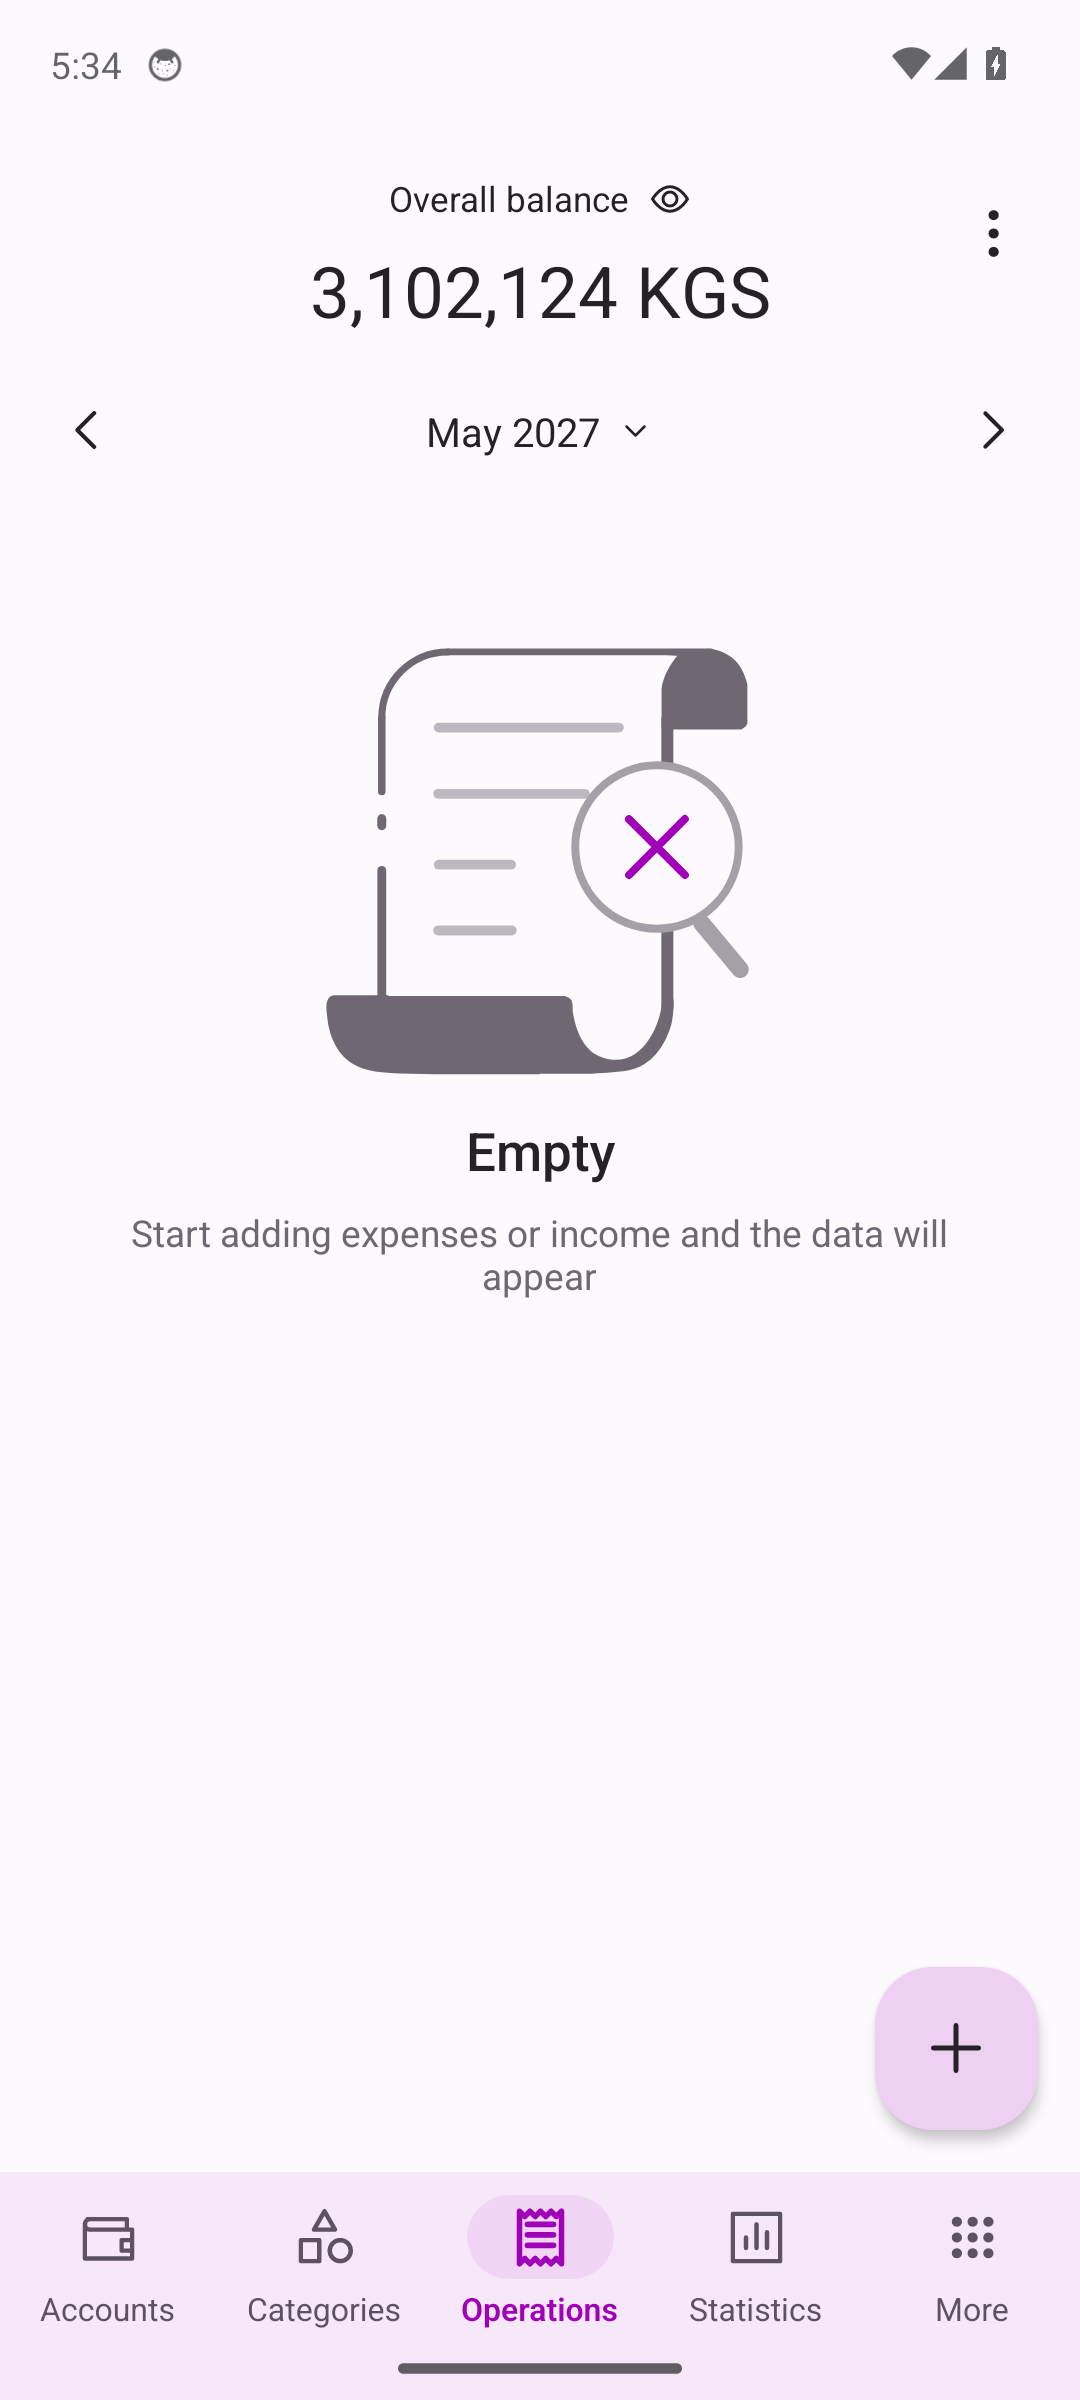 5:34
Overall balance
3,102,124 KGS
May 2027
Empty
Start adding expenses or income and the data will
appear
Accounts
Categories
Operations
Statistics
More